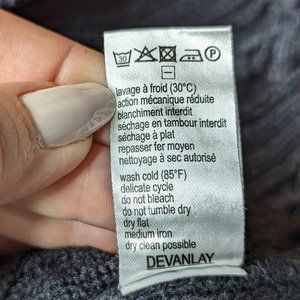 30 P
lavage à froid (30°C)
action mécanique réduite
blanchiment interdit
séchage en tambour interdit
séchage à plat
repasser fer moyen
nettoyage à sec autorisé
wash cold (85°F)
delicate cycle
do not bleach
do not tumble dry
dry flat
medium iron
dry clean possible
DEVANLAY